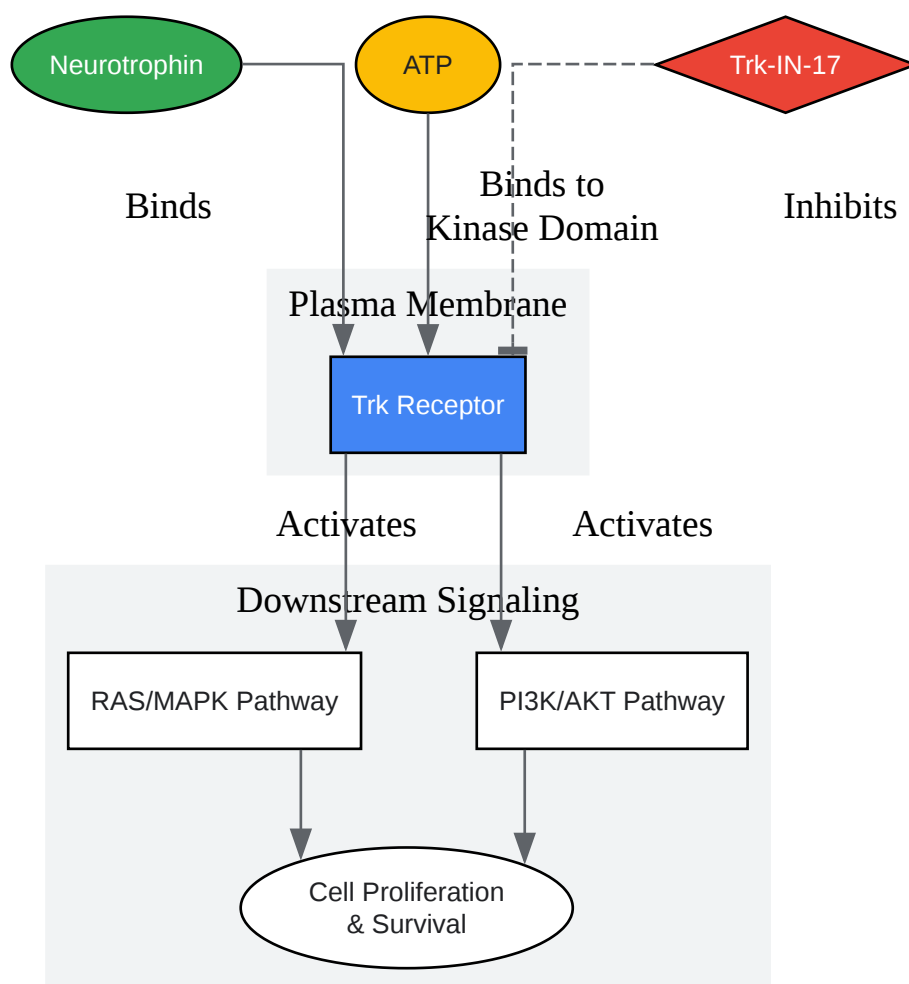 Neurotrophin
ATP
Trk-IN-17
Binds
Binds to
Kinase Domain
Inhibits
Plasma Membrane
Trk Receptor
Activates
Activates
Downstream Signaling
RAS/MAPK Pathway
PI3K/AKT Pathway
Cell Proliferation
& Survival